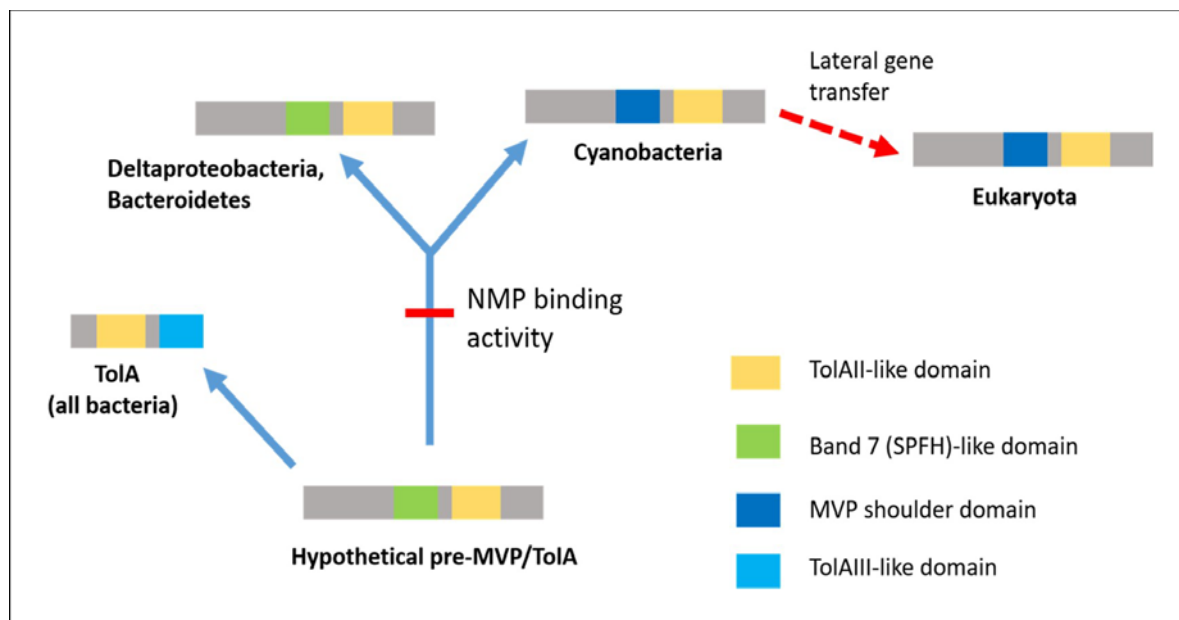 Lateral gene
transfer
Deltaproteobacteria,
Bacteroidetes
Cyanobacteria
Eukaryota
NMP binding
activity
TolA
(all bacteria)
Hypothetical pre-MVP/TolA
TolAII-like domain
Band 7 (SPFH)-like domain
MVP shoulder domain
TolAIII-like domain